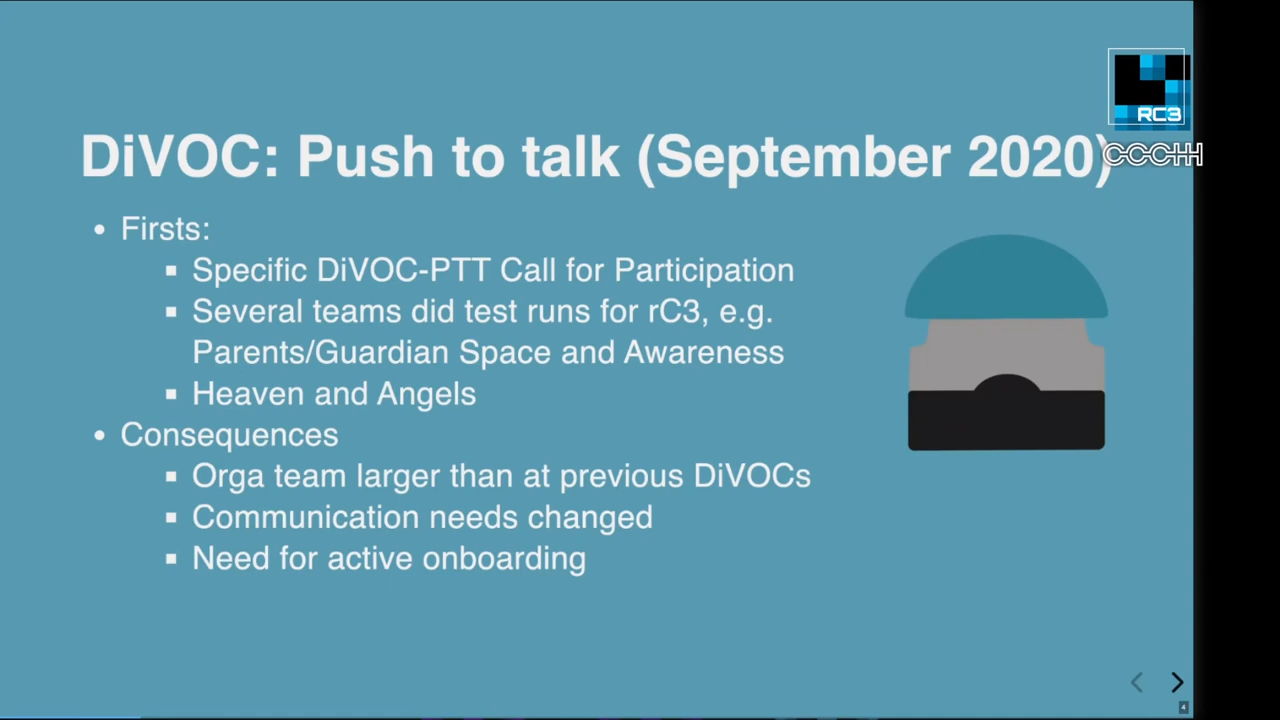 RC3
CCCHH
DiVOC: Push to talk (September 2020)
• Firsts:
▪ Specific DiVOC-PTT Call for Participation
▪ Several teams did test runs for rC3, e.g.
Parents/Guardian Space and Awareness
▪ Heaven and Angels
• Consequences
▪ Orga team larger than at previous DiVOCs
▪ Communication needs changed
▪ Need for active onboarding
4